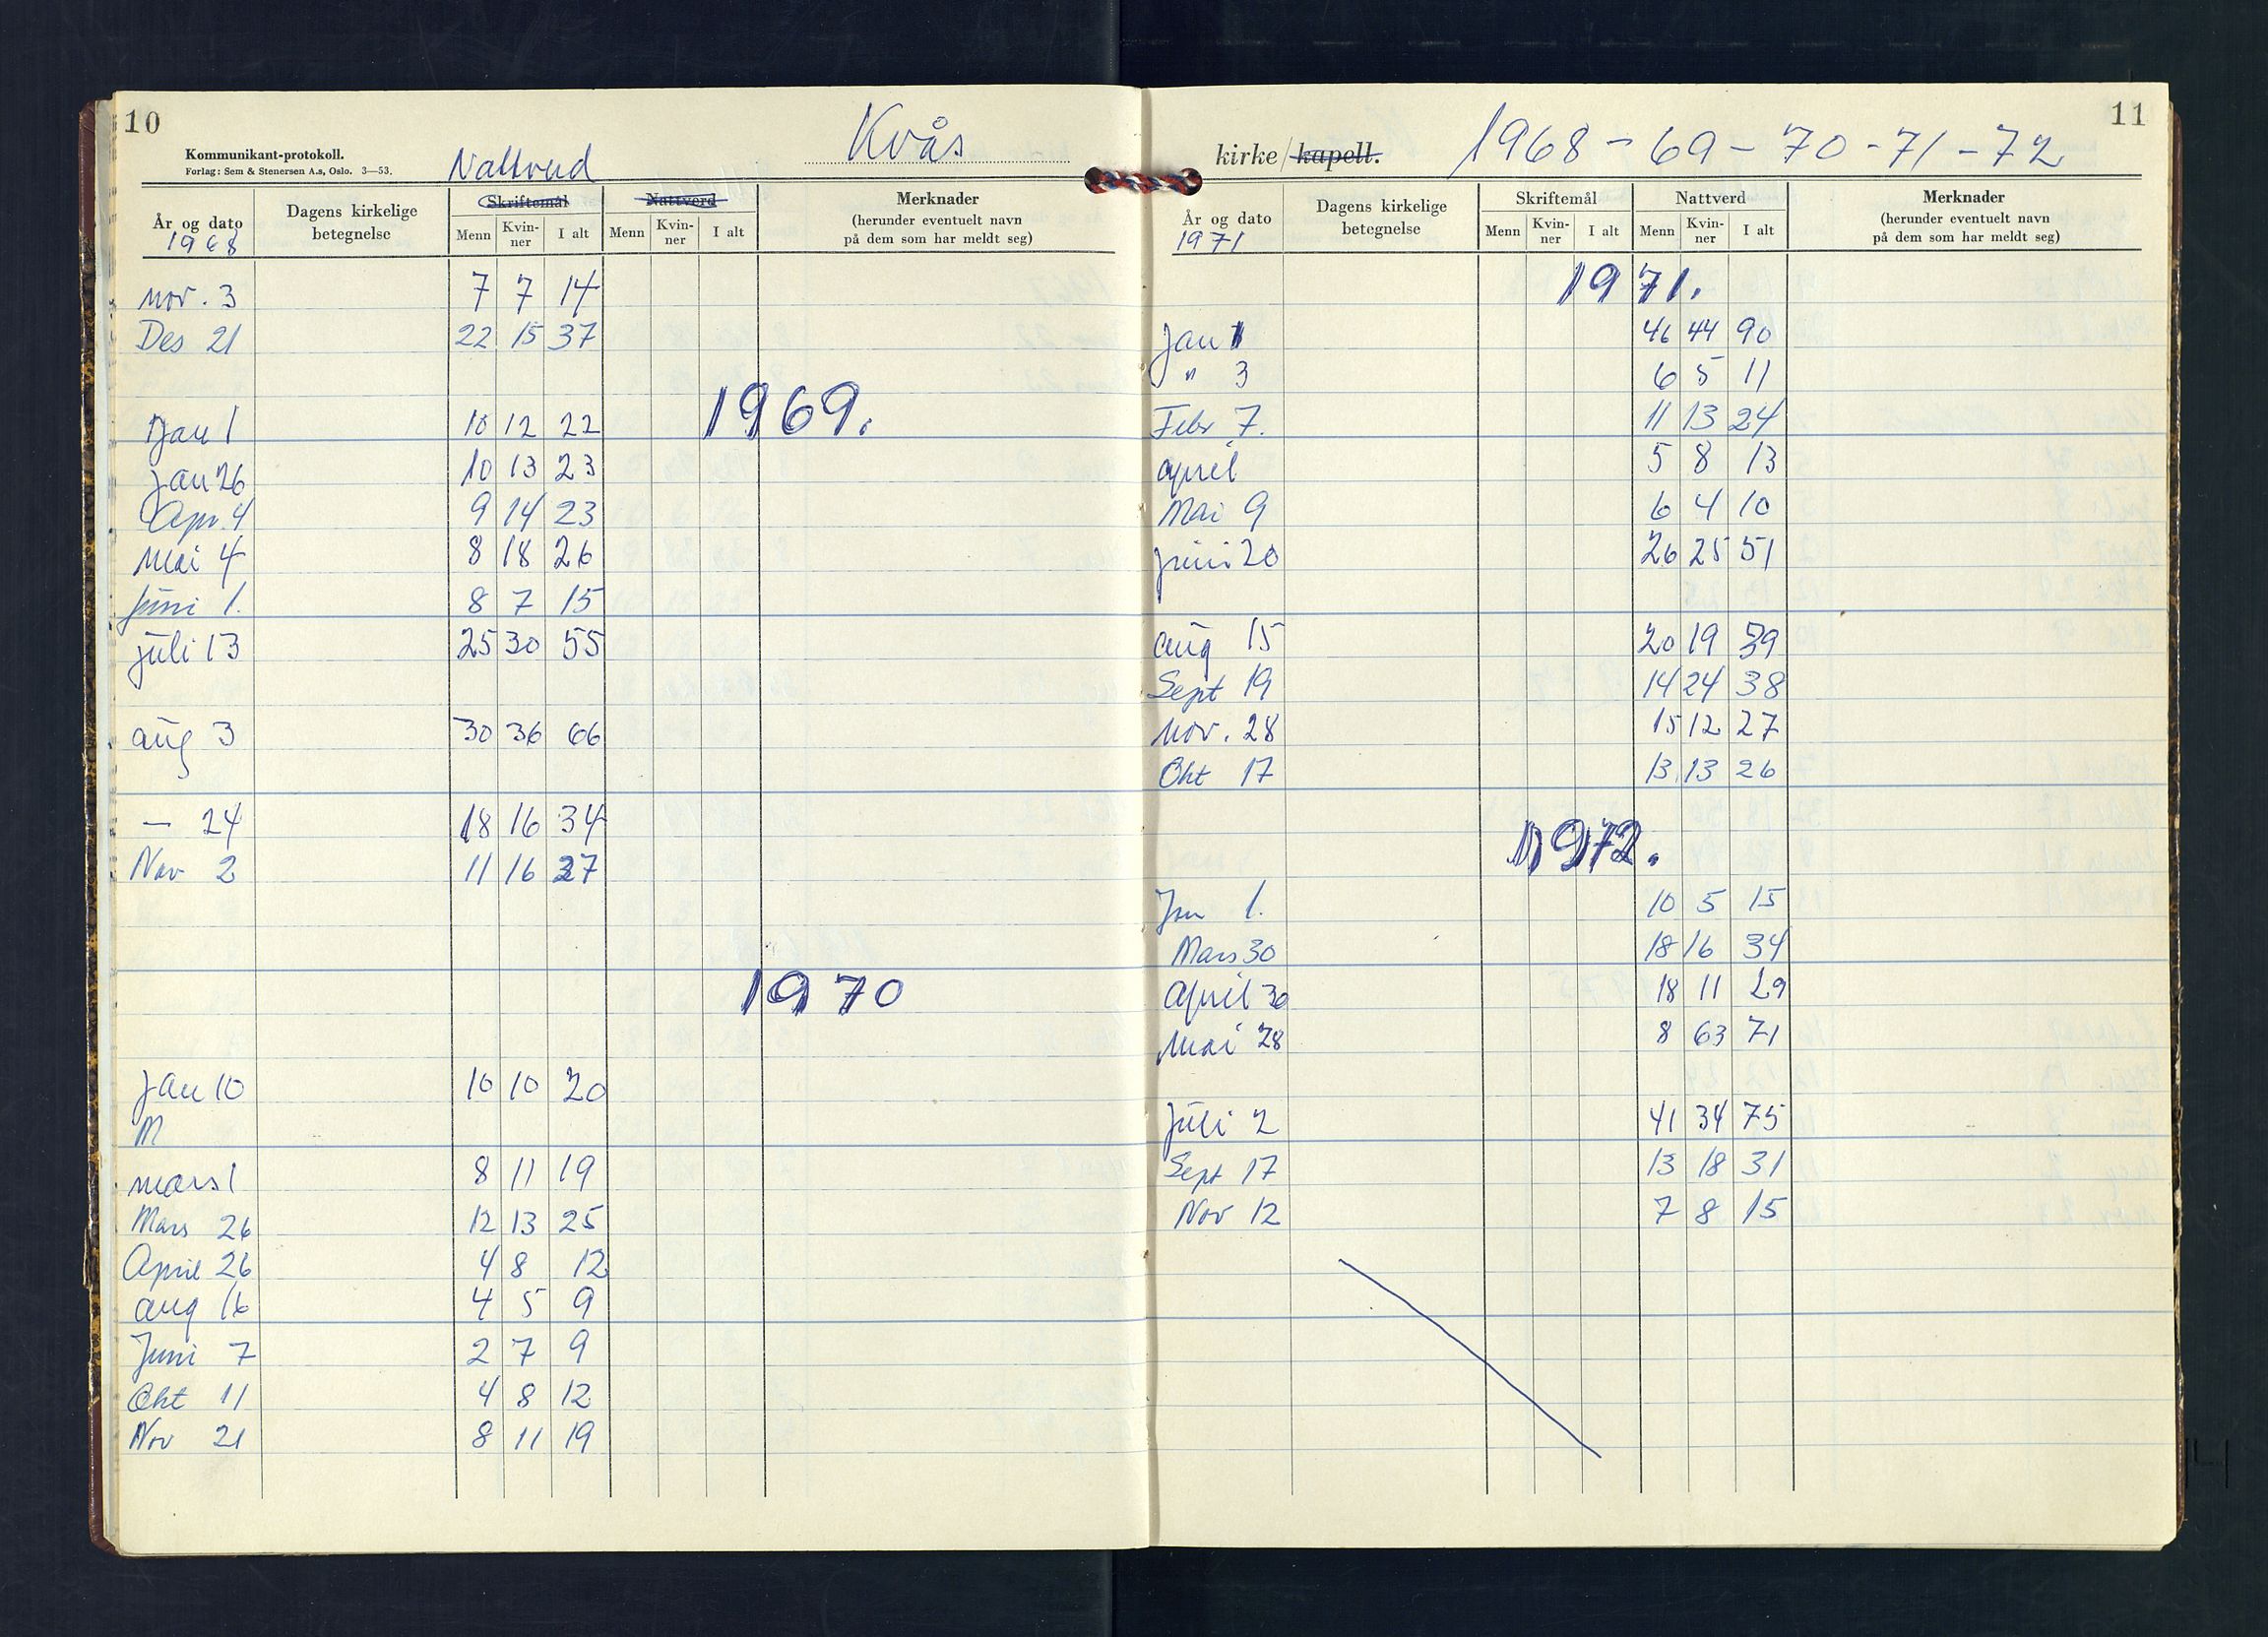 10
Kommunikant-protokoll.
Forlag: Sem & Stenersen A.s, Oslo. 3—53.
Nattverd
Kvås
År og dato
1968
Dagens kirkelige betegnelse
Skriftemål
Nattverd
Merknader
(herunder eventuelt navn
på dem som har meldt seg)
Menn Kvin-ner I alt Menn Kvin-ner I alt
nov. 3 7 7 14
Des 21 22 15 37
1969.
Jan 1 10 12 22
Jan 26 10 13 23
Apr. 4 9 14 23
Mai 4 8 18 26
Juni 1. 8 7 15
juli 13 25 30 55
aug 3 30 36 66
— 24 18 16 34
Nov 2 11 16 27
1970
Jan 10 10 10 20
M
mars 1 8 11 19
Mars 26 12 13 25
April 26 4 8 12
aug 16 4 5 9
Juni 7 2 7 9
Okt 11 4 8 12
Nov 21 8 11 19
11
kirke/kapell.
1968 - 69 - 70 - 71 - 72
År og dato
1971
Dagens kirkelige betegnelse
Skriftemål
Nattverd
Merknader
(herunder eventuelt navn
på dem som har meldt seg)
Menn Kvin-ner I alt Menn Kvin-ner I alt
1971.
Jan 1 46 44 90
" 3 6 5 11
Febr 7. 11 13 24
april 5 8 13
Mai 9 6 4 10
juni 20 26 25 51
aug 15 20 19 39
Sept 19 14 24 38
Nov. 28 15 12 27
Okt 17 13 13 26
1972.
Jan 1. 10 5 15
Mars 30 18 16 34
april 30 18 11 29
Mai 28 8 63 71
Juli 2 41 34 75
Sept 17 13 18 31
Nov 12 7 8 15